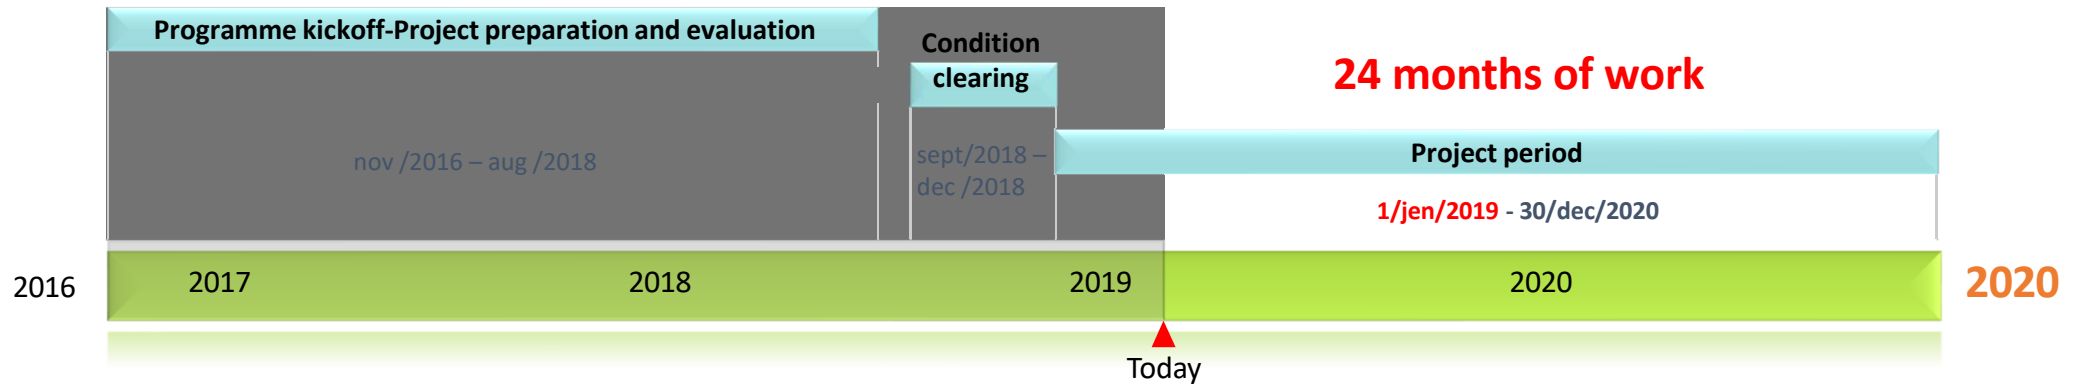 Programme kickoff-Project preparation and evaluation
Condition
clearing
24 months of work
nov /2016 – aug /2018
sept/2018 –
dec /2018
Project period
1/jen/2019 - 30/dec/2020
2016
2017
2018
2019
2020
2020
Today